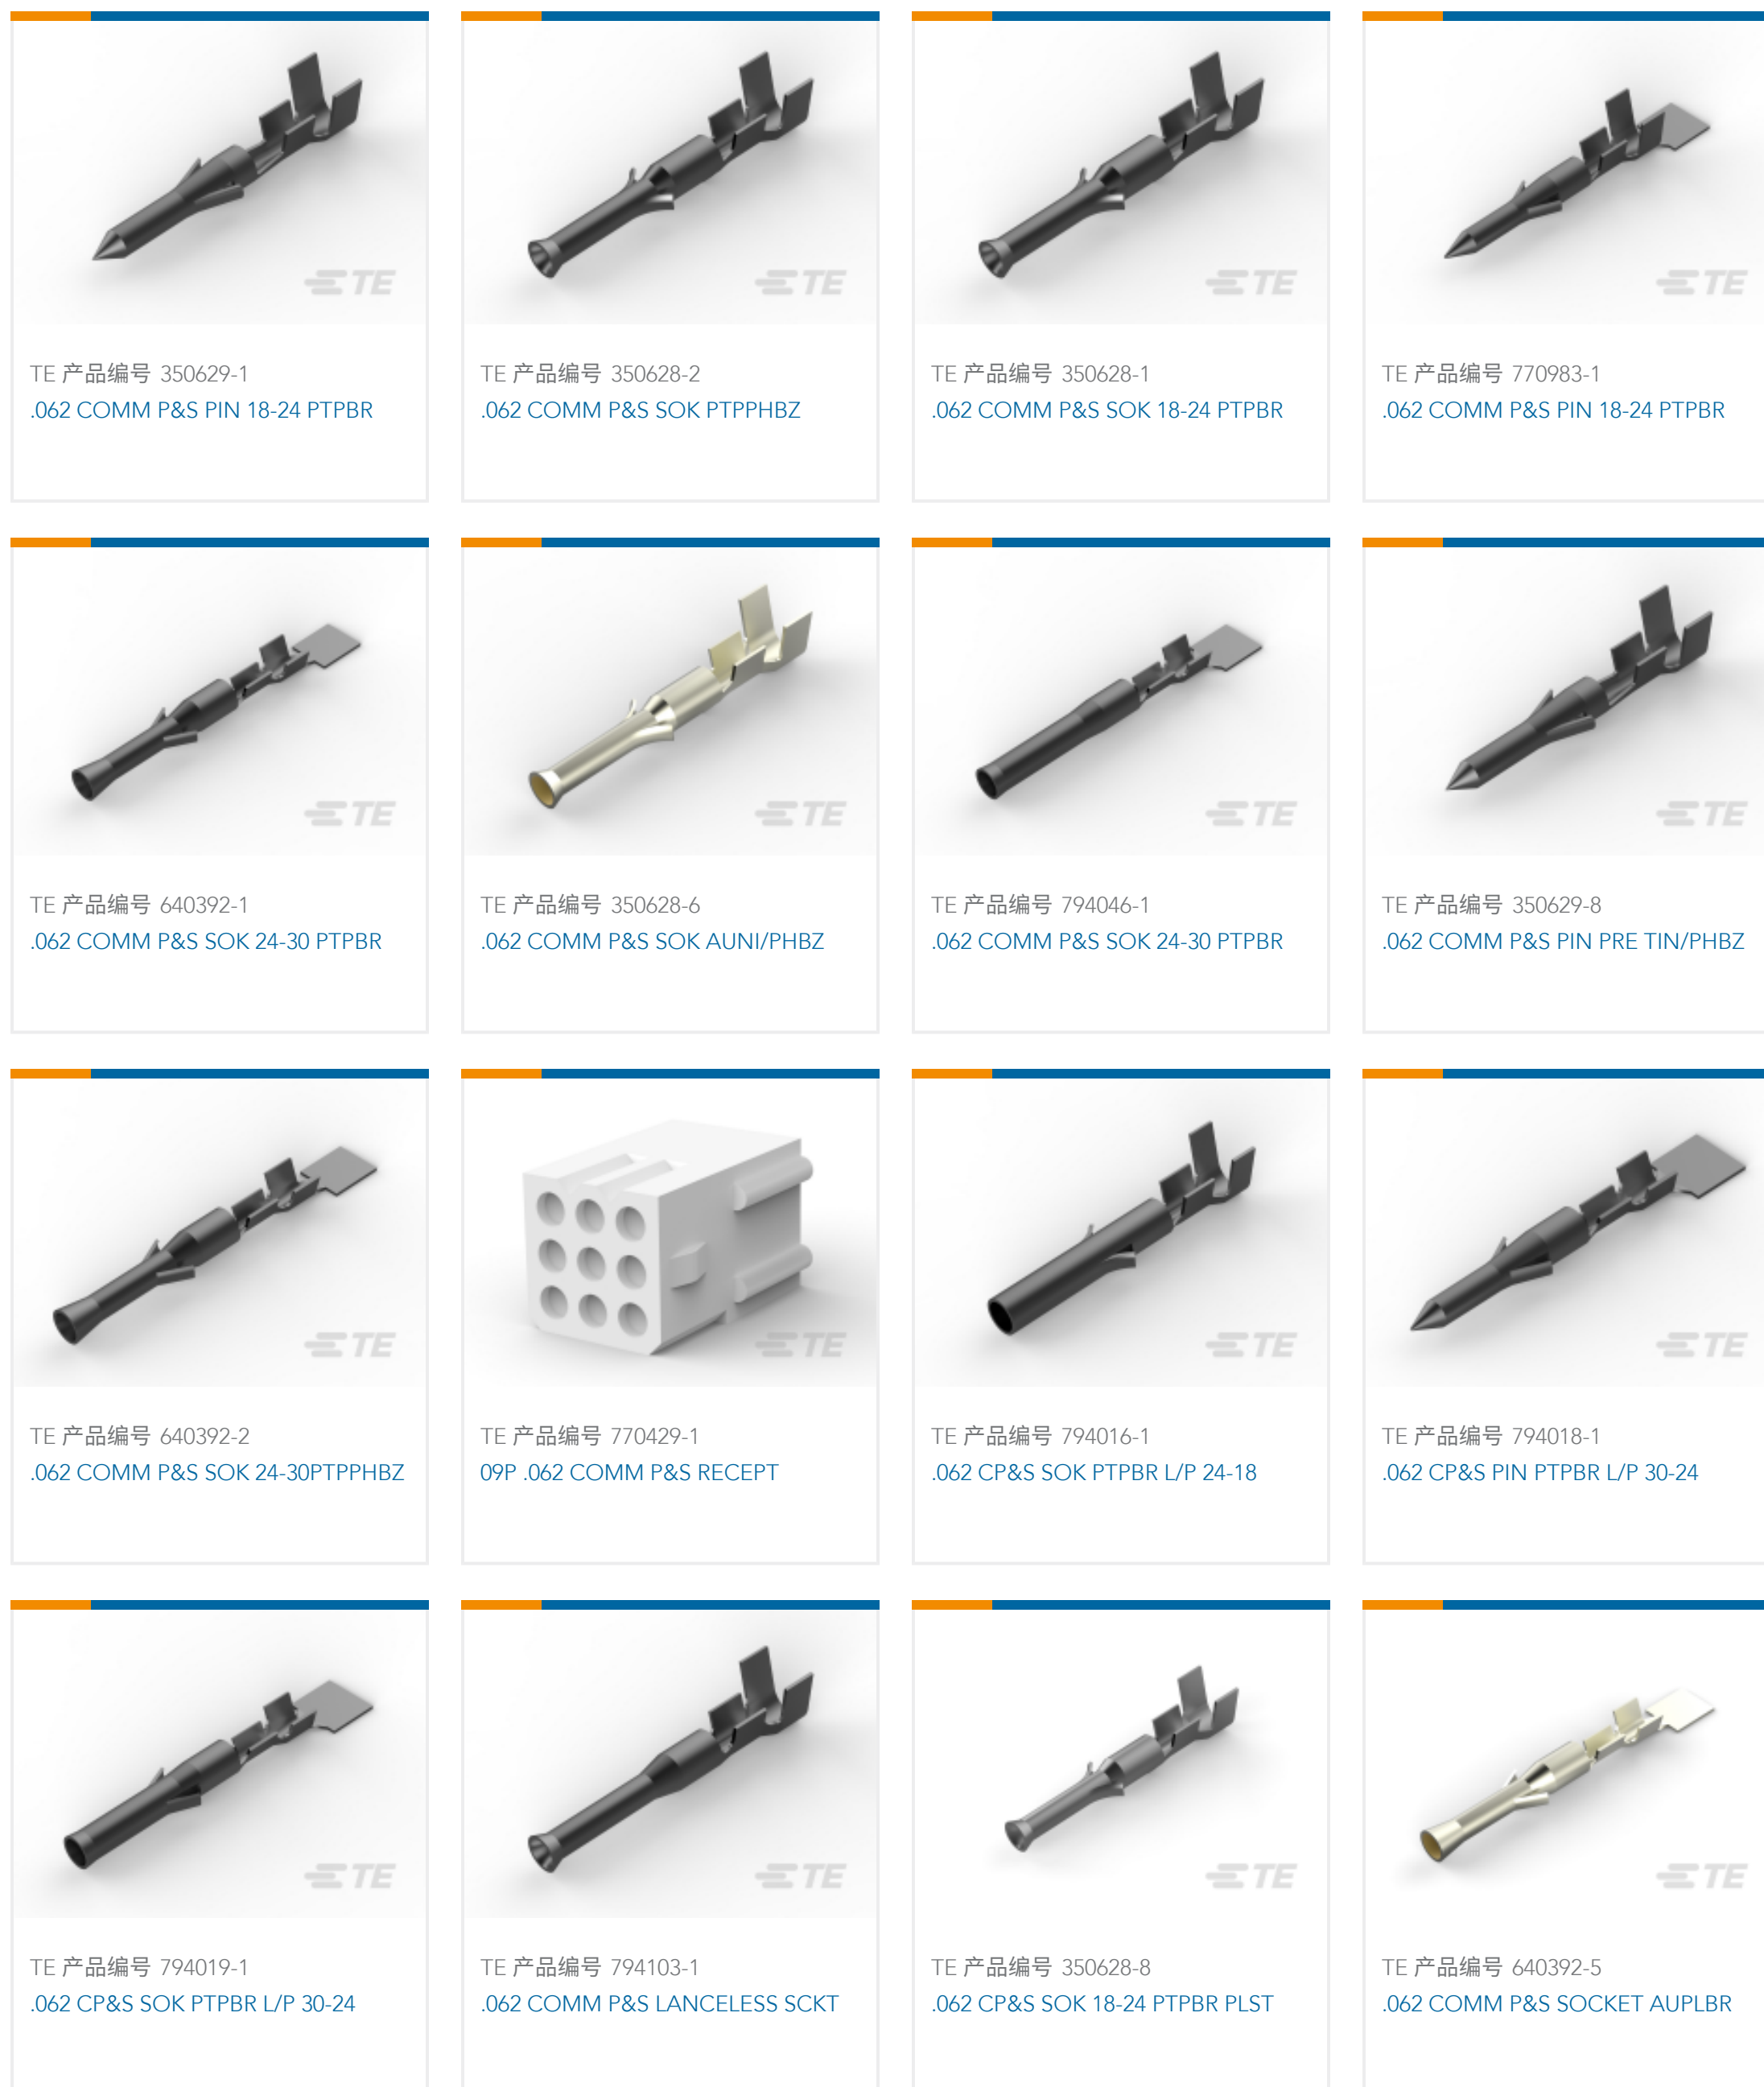 TE
TE
TE
TE
TE 产品编号 350629-1
.062 COMM P&S PIN 18-24 PTPBR
TE 产品编号 350628-2
.062 COMM P&S SOK PTPPHBZ
TE 产品编号 350628-1
.062 COMM P&S SOK 18-24 PTPBR
TE 产品编号 770983-1
.062 COMM P&S PIN 18-24 PTPBR
TE
TE
TE
TE
TE 产品编号 640392-1
.062 COMM P&S SOK 24-30 PTPBR
TE 产品编号 350628-6
.062 COMM P&S SOK AUNI/PHBZ
TE 产品编号 794046-1
.062 COMM P&S SOK 24-30 PTPBR
TE 产品编号 350629-8
.062 COMM P&S PIN PRE TIN/PHBZ
TE
TE
TE
TE
TE 产品编号 640392-2
.062 COMM P&S SOK 24-30PTPPHBZ
TE 产品编号 770429-1
09P .062 COMM P&S RECEPT
TE 产品编号 794016-1
.062 CP&S SOK PTPBR L/P 24-18
TE 产品编号 794018-1
.062 CP&S PIN PTPBR L/P 30-24
TE
TE
TE
TE
TE 产品编号 794019-1
.062 CP&S SOK PTPBR L/P 30-24
TE 产品编号 794103-1
.062 COMM P&S LANCELESS SCKT
TE 产品编号 350628-8
.062 CP&S SOK 18-24 PTPBR PLST
TE 产品编号 640392-5
.062 COMM P&S SOCKET AUPLBR